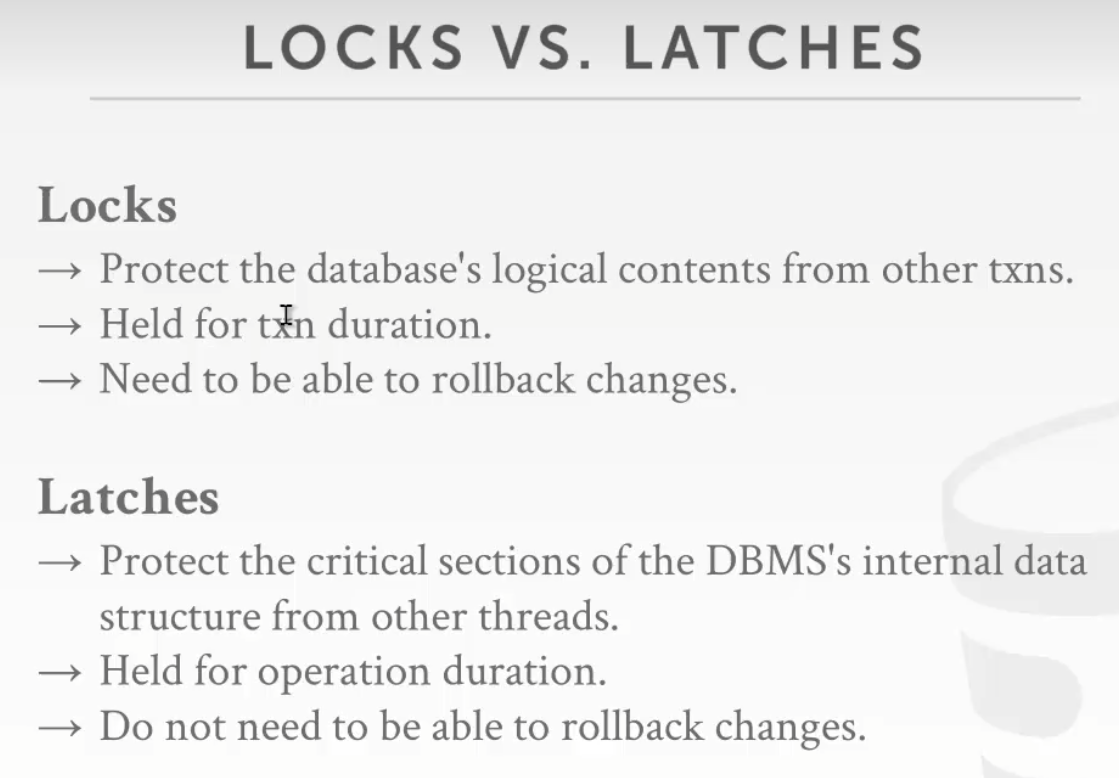 LOCKS VS. LATCHES
Locks
→ Protect the database's logical contents from other txns.
→ Held for txn duration.
→ Need to be able to rollback changes.
Latches
→ Protect the critical sections of the DBMS's internal data
structure from other threads.
→ Held for operation duration.
→ Do not need to be able to rollback changes.